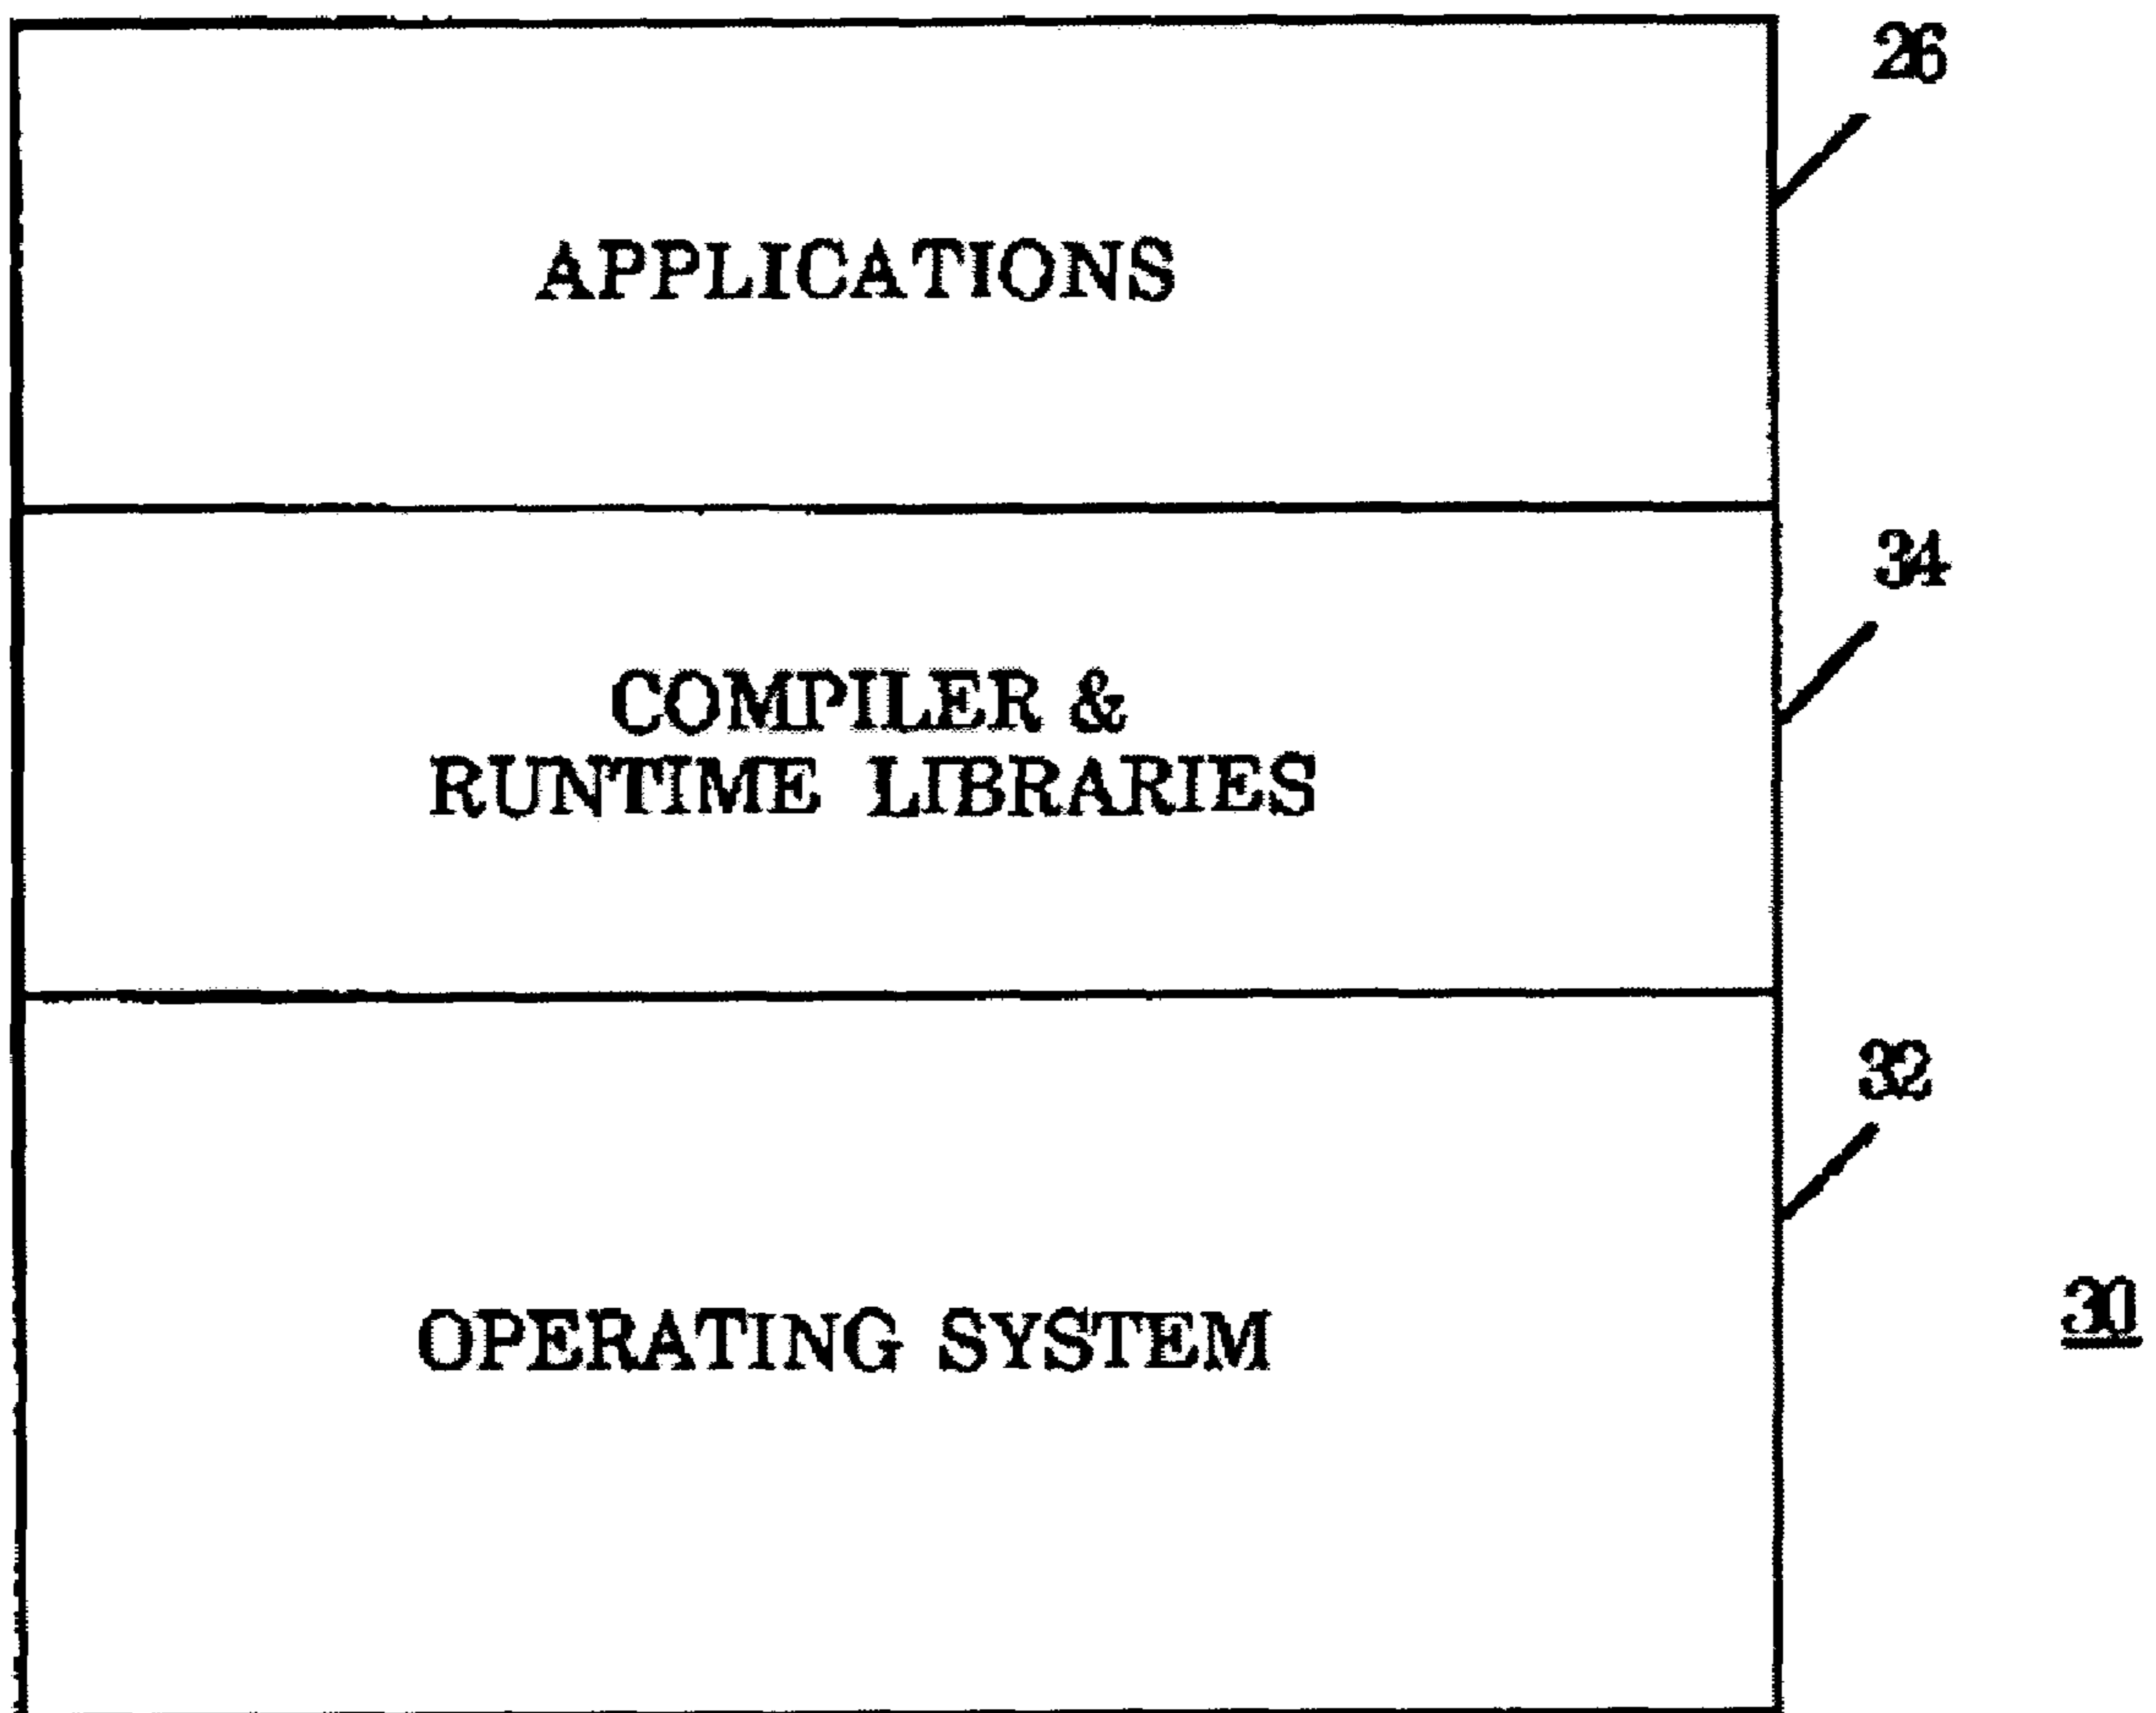 26
APPLICATIONS
34
COMPILER &
RUNTIME LIBRARIES
32
30
OPERATING SYSTEM